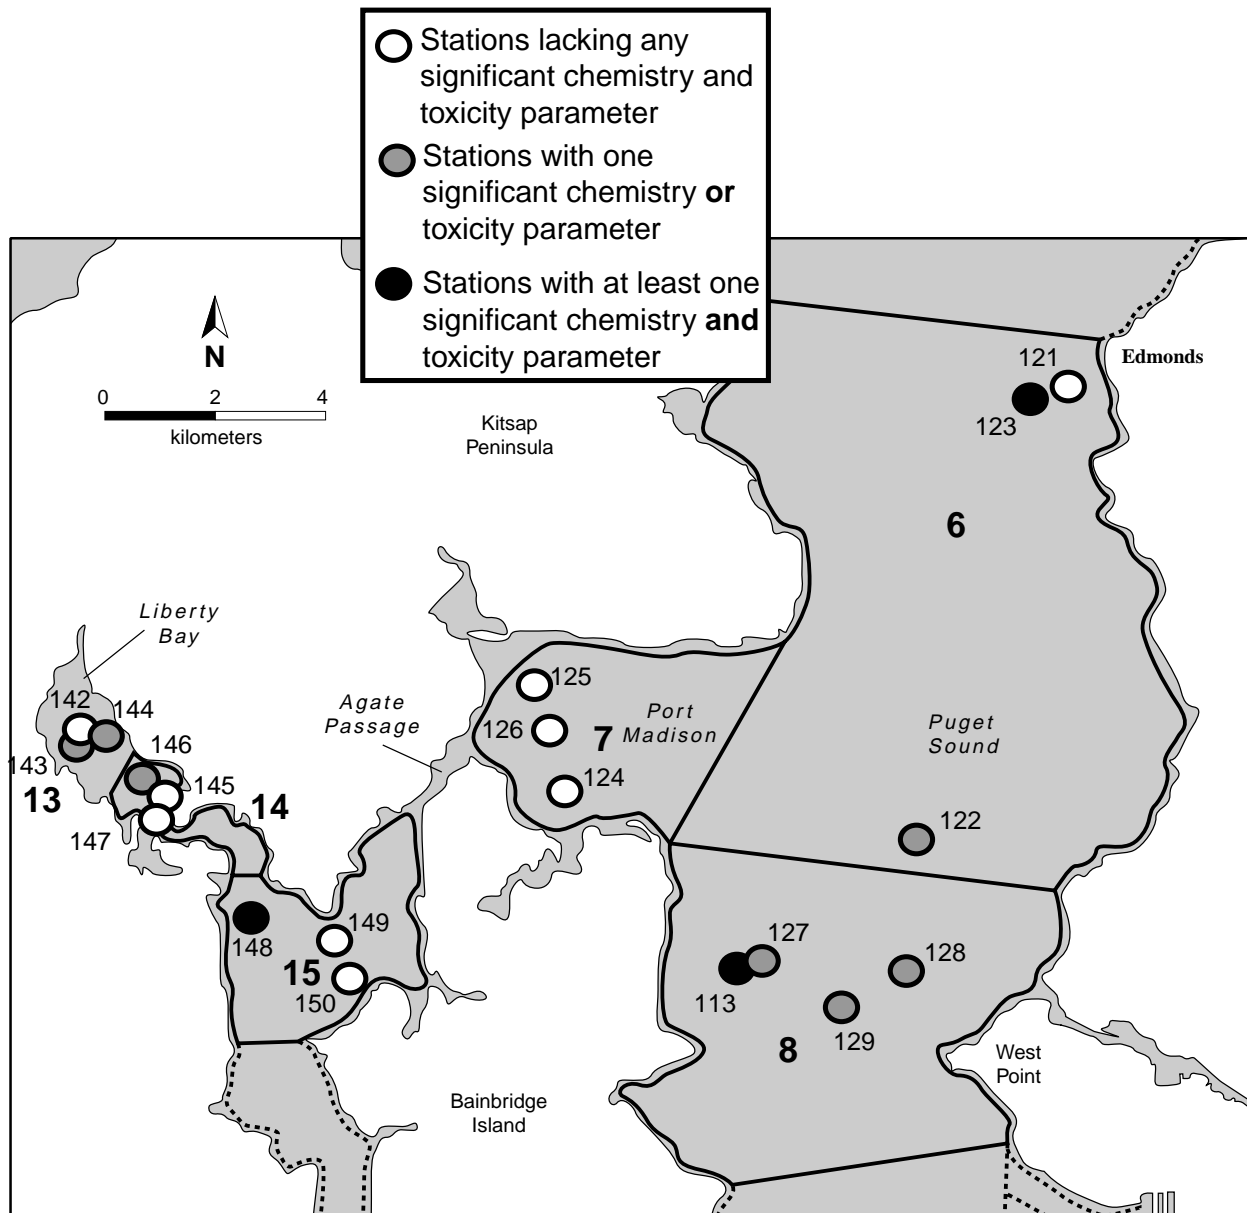 Stations lacking any
significant chemistry and
toxicity parameter
Stations with one
significant chemistry or
toxicity parameter
Stations with at least one
significant chemistry and
toxicity parameter
N
0 2 4
kilometers
Kitsap
Peninsula
121
Edmonds
123
6
Liberty
Bay
Agate
Passage
125
126
7
Port
Madison
124
Puget
Sound
122
142
144
143
13
146
145
14
147
148
149
15
150
127
128
113
129
8
West
Point
Bainbridge
Island